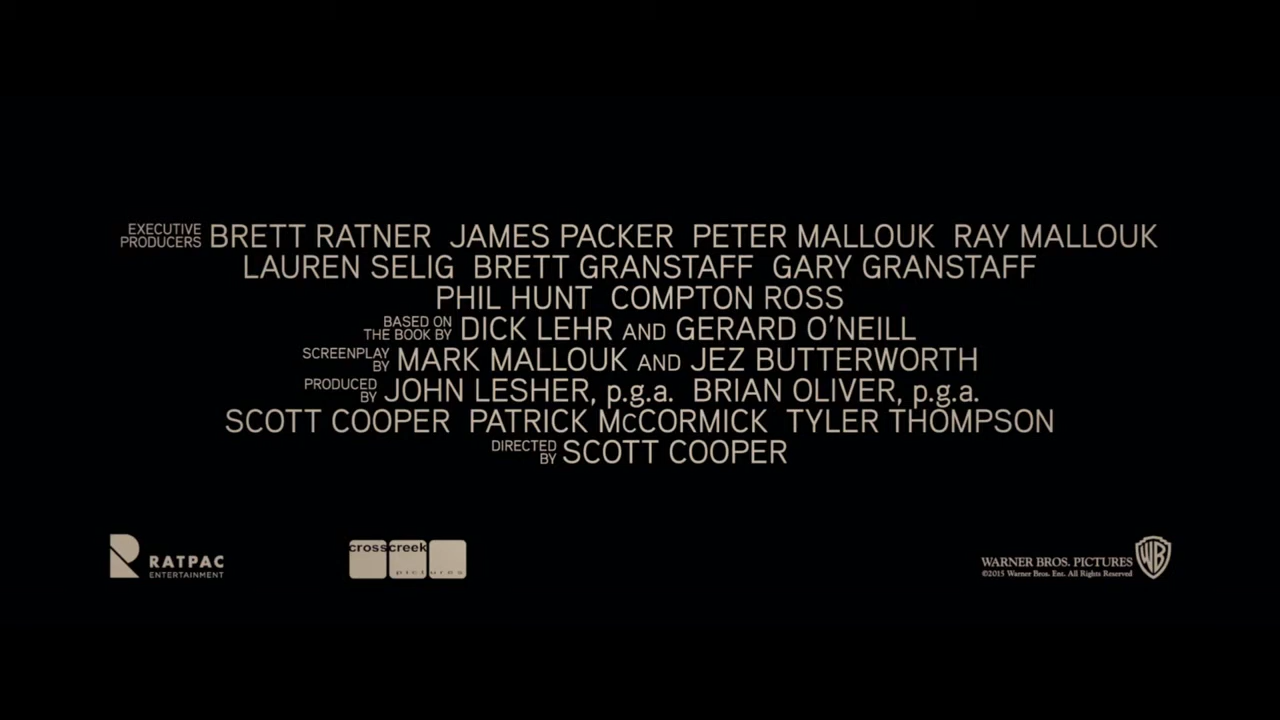 EXECUTIVE PRODUCERS BRETT RATNER JAMES PACKER PETER MALLOUK RAY MALLOUK
LAUREN SELIG BRETT GRANSTAFF GARY GRANSTAFF
PHIL HUNT COMPTON ROSS
BASED ON THE BOOK BY DICK LEHR AND GERARD O'NEILL
SCREENPLAY BY MARK MALLOUK AND JEZ BUTTERWORTH
PRODUCED BY JOHN LESHER, p.g.a. BRIAN OLIVER, p.g.a.
SCOTT COOPER PATRICK McCORMICK TYLER THOMPSON
DIRECTED BY SCOTT COOPER
RATPAC
ENTERTAINMENT
crosscreek
pictures
WARNER BROS. PICTURES WB
©2015 Warner Bros. Ent. All Rights Reserved